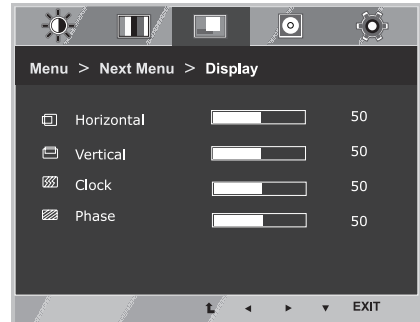 Menu > Next Menu > Display
Horizontal 50
Vertical 50
Clock 50
Phase 50
EXIT